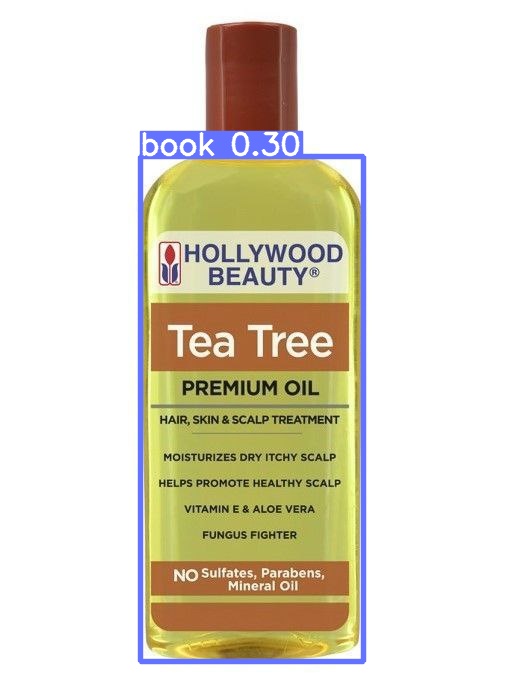 book 0.30
HOLLYWOOD
BEAUTY®
Tea Tree
PREMIUM OIL
HAIR, SKIN & SCALP TREATMENT
MOISTURIZES DRY ITCHY SCALP
HELPS PROMOTE HEALTHY SCALP
VITAMIN E & ALOE VERA
FUNGUS FIGHTER
NO Sulfates, Parabens,
Mineral Oil